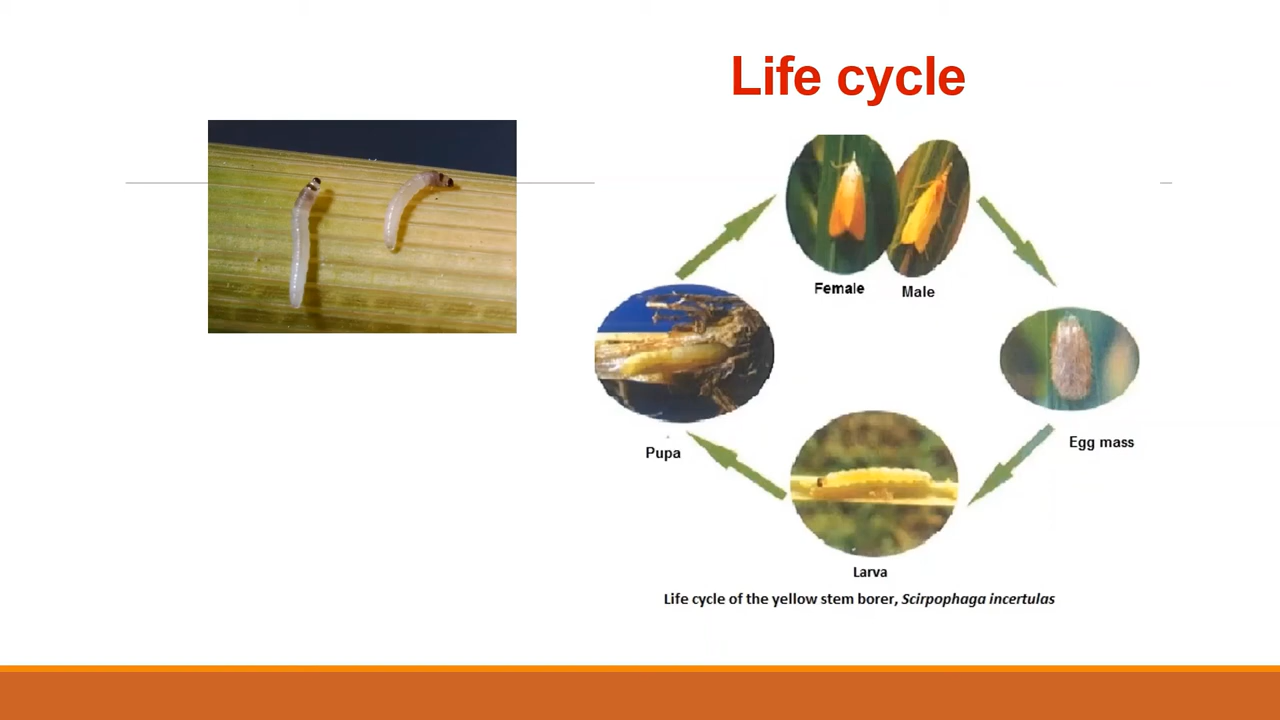 Life cycle
Female
Male
Egg mass
Pupa
Larva
Life cycle of the yellow stem borer, Scirpophaga incertulas